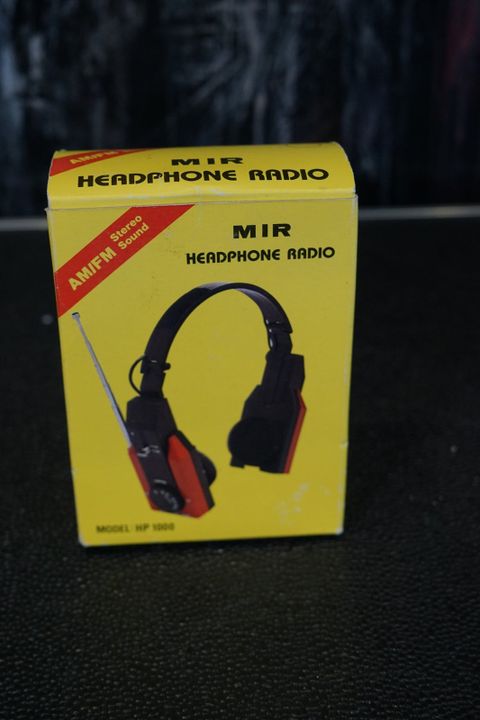 AM/FM
MIR
HEADPHONE RADIO
AM/FM Stereo
Sound
MIR
HEADPHONE RADIO
MODEL: HP 1000